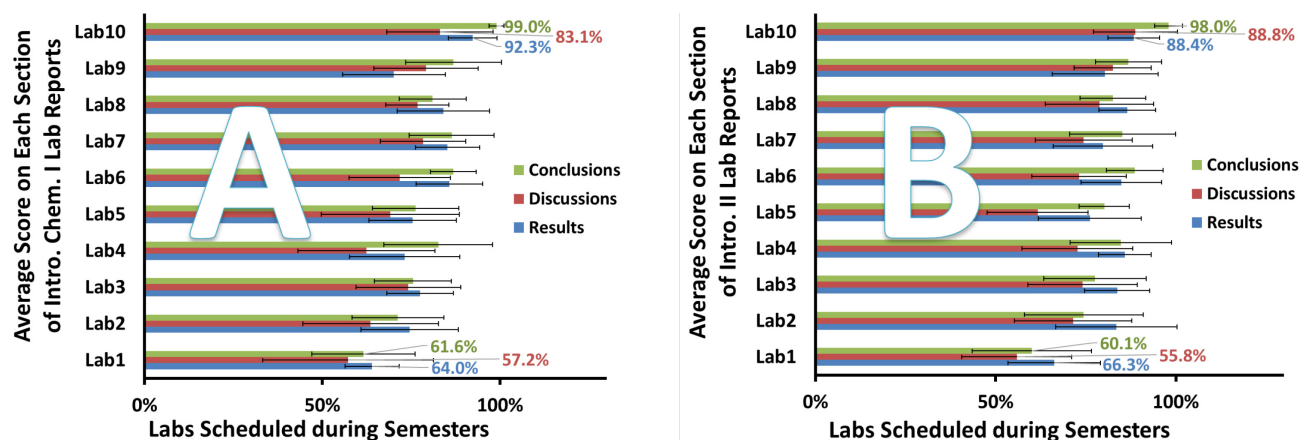 Average Score on Each Section
of Intro. Chem. I Lab Reports
Lab10
Lab9
Lab8
Lab7
Lab6
Lab5
Lab4
Lab3
Lab2
Lab1
99.0%
83.1%
92.3%
A
Conclusions
Discussions
Results
61.6%
57.2%
64.0%
0%
50%
100%
Labs Scheduled during Semesters
Average Score on Each Section
of Intro. II Lab Reports
Lab10
Lab9
Lab8
Lab7
Lab6
Lab5
Lab4
Lab3
Lab2
Lab1
98.0%
88.8%
88.4%
B
Conclusions
Discussions
Results
60.1%
55.8%
66.3%
0%
50%
100%
Labs Scheduled during Semesters